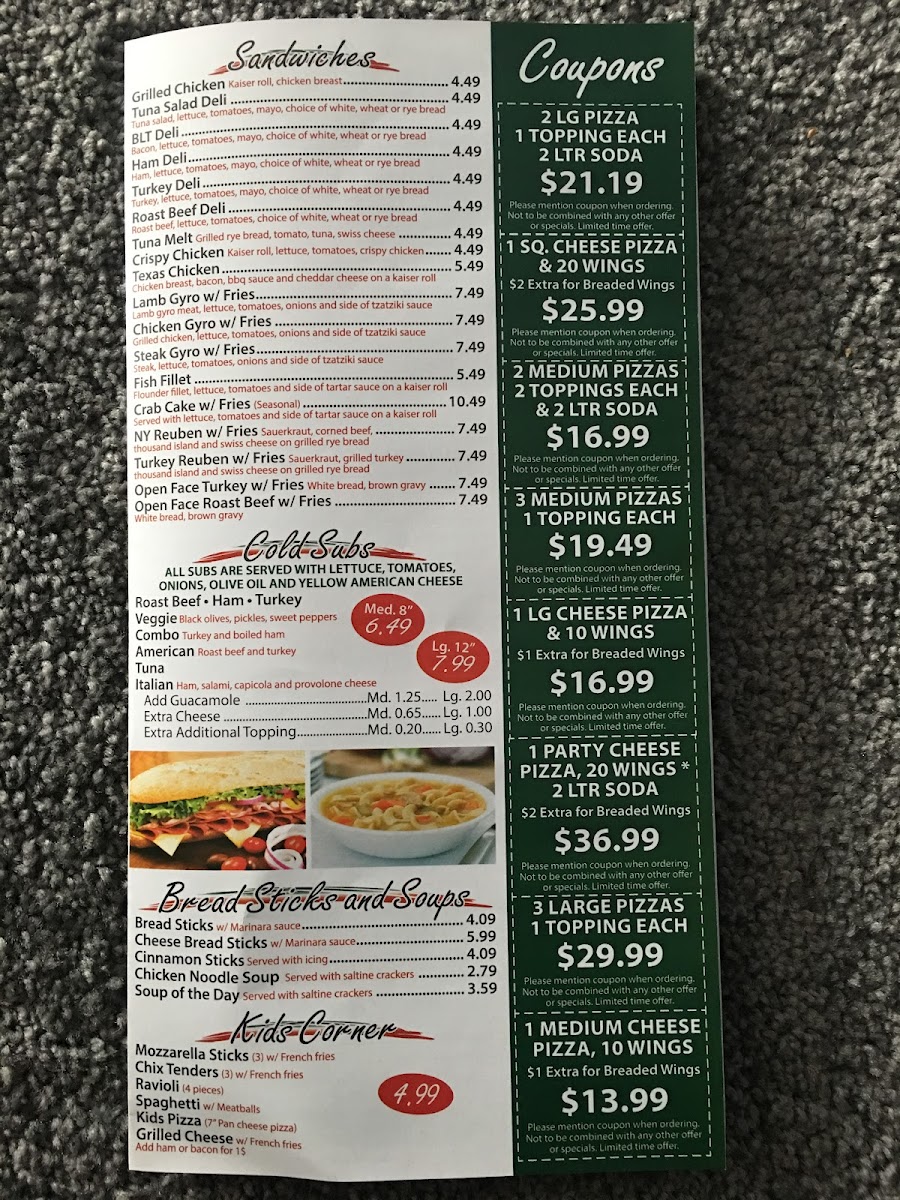 Sandwiches
Grilled Chicken Kaiser roll, chicken breast 4.49
Tuna Salad Deli 4.49
Tuna salad, lettuce, tomatoes, mayo, choice of white, wheat or rye bread
BLT Deli 4.49
Bacon, lettuce, tomatoes, mayo, choice of white, wheat or rye bread
Ham Deli 4.49
Ham, lettuce, tomatoes, mayo, choice of white, wheat or rye bread
Turkey Deli 4.49
Turkey, lettuce, tomatoes, mayo, choice of white, wheat or rye bread
Roast Beef Deli 4.49
Roast beef, lettuce, tomatoes, choice of white, wheat or rye bread
Tuna Melt Grilled rye bread, tomato, tuna, swiss cheese 4.49
Crispy Chicken Kaiser roll, lettuce, tomatoes, crispy chicken 4.49
Texas Chicken 5.49
Chicken breast, bacon, bbq sauce and cheddar cheese on a kaiser roll
Lamb Gyro w/ Fries 7.49
Lamb gyro meat, lettuce, tomatoes, onions and side of tzatziki sauce
Chicken Gyro w/ Fries 7.49
Grilled chicken, lettuce, tomatoes, onions and side of tzatziki sauce
Steak Gyro w/ Fries 7.49
Steak, lettuce, tomatoes, onions and side of tzatziki sauce
Fish Fillet 5.49
Flounder fillet, lettuce, tomatoes and side of tartar sauce on a kaiser roll
Crab Cake w/ Fries (Seasonal) 10.49
Served with lettuce, tomatoes and side of tartar sauce on a kaiser roll
NY Reuben w/ Fries Sauerkraut, corned beef, 7.49
thousand island and swiss cheese on grilled rye bread
Turkey Reuben w/ Fries Sauerkraut, grilled turkey 7.49
thousand island and swiss cheese on grilled rye bread
Open Face Turkey w/ Fries White bread, brown gravy 7.49
Open Face Roast Beef w/ Fries 7.49
White bread, brown gravy
Cold Subs
ALL SUBS ARE SERVED WITH LETTUCE, TOMATOES,
ONIONS, OLIVE OIL AND YELLOW AMERICAN CHEESE
Roast Beef • Ham • Turkey
Veggie Black olives, pickles, sweet peppers
Combo Turkey and boiled ham
American Roast beef and turkey
Tuna
Italian Ham, salami, capicola and provolone cheese
Med. 8"
6.49
Lg. 12"
7.99
Add Guacamole Md. 1.25 Lg. 2.00
Extra Cheese Md. 0.65 Lg. 1.00
Extra Additional Topping Md. 0.20 Lg. 0.30
Bread Sticks and Soups
Bread Sticks w/ Marinara sauce 4.09
Cheese Bread Sticks w/ Marinara sauce 5.99
Cinnamon Sticks Served with icing 4.09
Chicken Noodle Soup Served with saltine crackers 2.79
Soup of the Day Served with saltine crackers 3.59
Kids Corner
Mozzarella Sticks (3) w/ French fries
Chix Tenders (3) w/ French fries
Ravioli (4 pieces)
Spaghetti w/ Meatballs
Kids Pizza (7" Pan cheese pizza)
Grilled Cheese w/ French fries
Add ham or bacon for 1$
4.99
Coupons
2 LG PIZZA
1 TOPPING EACH
2 LTR SODA
$21.19
Please mention coupon when ordering.
Not to be combined with any other offer
or specials. Limited time offer.
1 SQ. CHEESE PIZZA
& 20 WINGS
$2 Extra for Breaded Wings
$25.99
Please mention coupon when ordering.
Not to be combined with any other offer
or specials. Limited time offer.
2 MEDIUM PIZZAS
2 TOPPINGS EACH
& 2 LTR SODA
$16.99
Please mention coupon when ordering.
Not to be combined with any other offer
or specials. Limited time offer.
3 MEDIUM PIZZAS
1 TOPPING EACH
$19.49
Please mention coupon when ordering.
Not to be combined with any other offer
or specials. Limited time offer.
1 LG CHEESE PIZZA
& 10 WINGS
$1 Extra for Breaded Wings
$16.99
Please mention coupon when ordering.
Not to be combined with any other offer
or specials. Limited time offer.
1 PARTY CHEESE
PIZZA, 20 WINGS *
2 LTR SODA
$2 Extra for Breaded Wings
$36.99
Please mention coupon when ordering.
Not to be combined with any other offer
or specials. Limited time offer.
3 LARGE PIZZAS
1 TOPPING EACH
$29.99
Please mention coupon when ordering.
Not to be combined with any other offer
or specials. Limited time offer.
1 MEDIUM CHEESE
PIZZA, 10 WINGS
$1 Extra for Breaded Wings
$13.99
Please mention coupon when ordering.
Not to be combined with any other offer
or specials. Limited time offer.